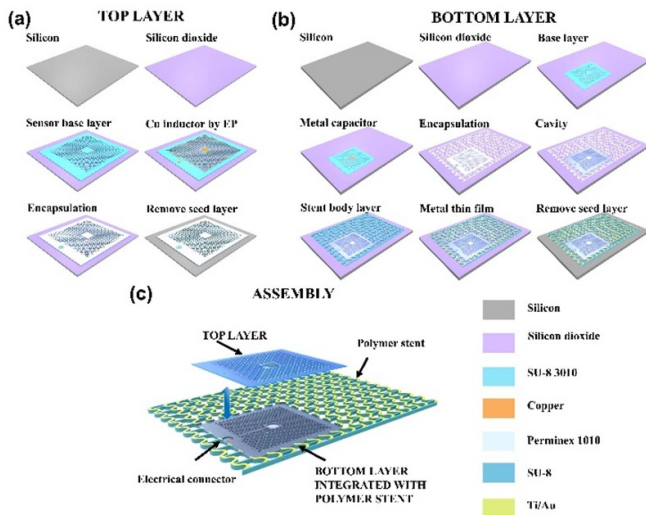 (a)
TOP LAYER
Silicon
Silicon dioxide
Sensor base layer
Cu inductor by EP
Encapsulation
Remove seed layer
(b)
BOTTOM LAYER
Silicon
Silicon dioxide
Base layer
Metal capacitor
Encapsulation
Cavity
Stent body layer
Metal thin film
Remove seed layer
(c)
ASSEMBLY
TOP LAYER
Polymer stent
Electrical connector
BOTTOM LAYER
INTEGRATED WITH
POLYMER STENT
Silicon
Silicon dioxide
SU-8 3010
Copper
Perminex 1010
SU-8
Ti/Au